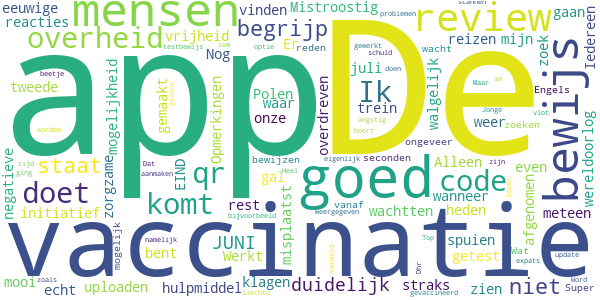 eeuwige
mensen
vinden
Mistroostig
problemen
review
gaan
reacties
overheid
begrijp
vrijheid
Er
optie
reden
gewerkt
schuld
doen
reizen
mijn
zoek
Iedereen
testbewijs
Nog
juli
wacht
app
De
beetje
tweede
mogelijkheid
gemaakt
Opmerkingen
Polen
waar
onze
overdreven
Ik
trein
angstig
hoort
walgelijk
weer
Maar
ie
Jonge
zoeken
Engels
vlot
bewijs
wereldoorlog
negatieve
worden
staat
zorgzame
Dat
aanmaken
EIND
qr
bewijzen
Heel
eigenlijk
seconden
ongeveer
Alleen
zijn
even
afgenomen
tijd
ging
doet
initiatief
komt
gal
rest
bijvoorbeeld
misplaatst
goed
weergegeven
vanaf
code
wachtten
wanneer
heden
meteen
vaccinatie
mogelijk
namelijk
bent
JUNI
werkt
Top
spuien
getest
Wat
expats
update
mooi
zoals
echt
uploaden
hulpmiddel
klagen
slechte
duidelijk
straks
Dhr
gevaccineerd
zien
niet
Word
Super